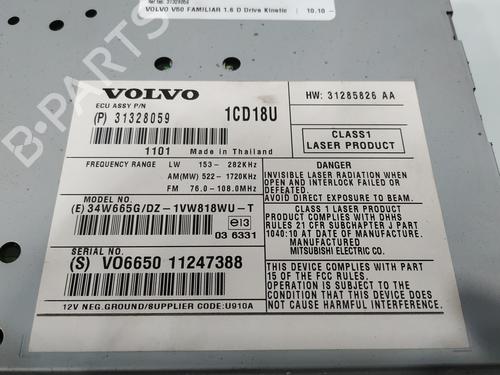 Ref fab: 31328059
VOLVO V50 FAMILIAR 1.6 D Drive Kinetic
10.10 -
B-PARTS
VOLVO
ECU ASSY P/N
(P) 31328059
1CD18U
1101 Made in Thailand
FREQUENCY RANGE LW 153- 282KHz
AM(MW) 522- 1720KHz
FM 76.0- 108.0MHz
MODEL NO.
(E) 34W665G/DZ-1VW818WU-T
e13
03 6331
SERIAL NO.
(S) VO6650 11247388
12V NEG.GROUND/SUPPLIER CODE:U910A
HW: 31285826 AA
CLASS1
LASER PRODUCT
DANGER
INVISIBLE LASER RADIATION WHEN
OPEN AND INTERLOCK FAILED OR
DEFEATED.
AVOID DIRECT EXPOSURE TO BEAM.
CLASS 1 LASER PRODUCT
PRODUCT COMPLIES WITH DHHS
RULES 21 CFR SUBCHAPTER J PART
1040:10 AT DATE OF MANUFACTURE.
MANUFACTURED
MITSUBISHI ELECTRIC CO.
THIS DEVICE COMPLIES WITH PART
15 OF THE FCC RULES.
OPERATION IS SUBJECT TO THE
CONDITION THAT THIS DEVICE DOES
NOT CAUSE HARMFUL INTERFERENCE.